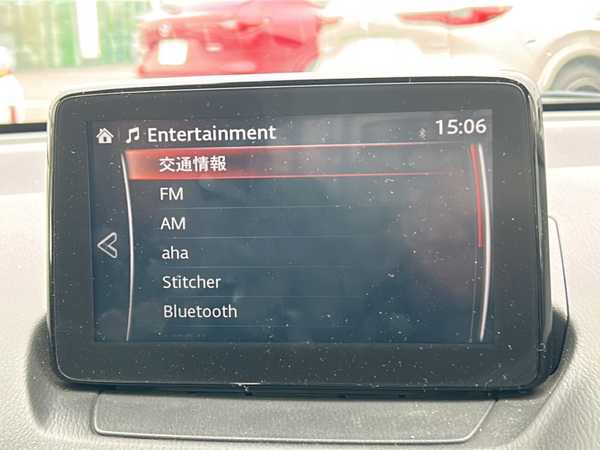 Entertainment
15:06
交通情報
FM
AM
aha
Stitcher
Bluetooth